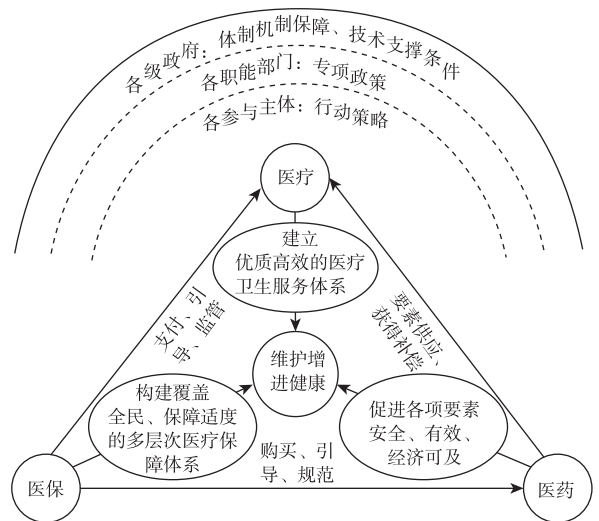 各级政府：体制机制保障、技术支撑条件
各职能部门：专项政策
各参与主体：行动策略
医疗
建立
优质高效的医疗
卫生服务体系
支付、引
导、监管
要素供应、
获得补偿
维护增
进健康
构建覆盖
全民、保障适度
的多层次医疗保
障体系
促进各项要素
安全、有效、
经济可及
购买、引
导、规范
医保
医药